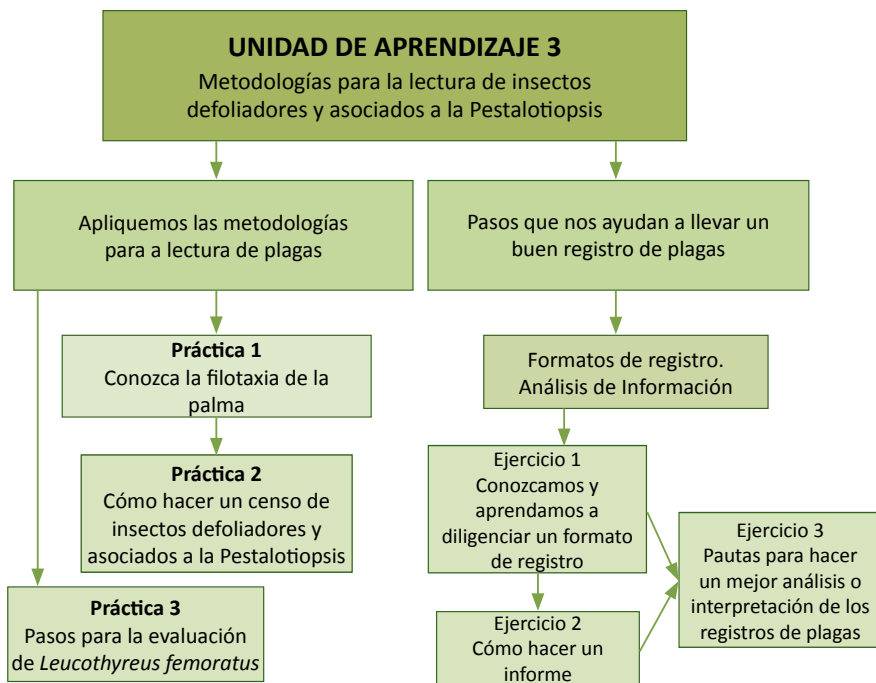 UNIDAD DE APRENDIZAJE 3
Metodologías para la lectura de insectos
defoliadores y asociados a la Pestalotiopsis
Apliquemos las metodologías
para a lectura de plagas
Pasos que nos ayudan a llevar un
buen registro de plagas
Práctica 1
Conozca la filotaxia de la
palma
Formatos de registro.
Análisis de Información
Práctica 2
Cómo hacer un censo de
insectos defoliadores y
asociados a la Pestalotiopsis
Ejercicio 1
Conozcamos y
aprendamos a
diligenciar un formato
de registro
Ejercicio 3
Pautas para hacer
un mejor análisis o
interpretación de los
registros de plagas
Práctica 3
Pasos para la evaluación
de Leucothyreus femoratus
Ejercicio 2
Cómo hacer un
informe